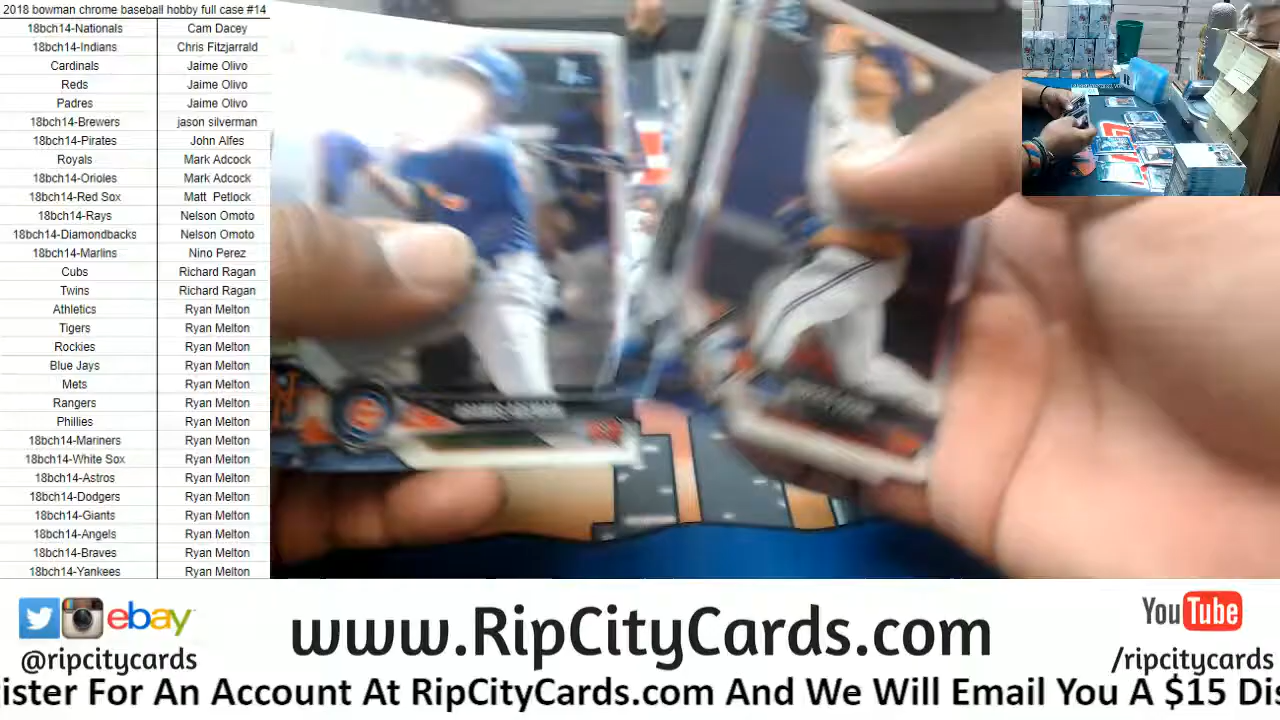 2018 bowman chrome baseball hobby full case #14
18bch14-Nationals Cam Dacey
18bch14-Indians Chris Fitzjarrald
Cardinals Jaime Olivo
Reds Jaime Olivo
Padres Jaime Olivo
18bch14-Brewers jason silverman
18bch14-Pirates John Alfes
Royals Mark Adcock
18bch14-Orioles Mark Adcock
18bch14-Red Sox Matt Petlock
18bch14-Rays Nelson Omoto
18bch14-Diamondbacks Nelson Omoto
18bch14-Marlins Nino Perez
Cubs Richard Ragan
Twins Richard Ragan
Athletics Ryan Melton
Tigers Ryan Melton
Rockies Ryan Melton
Blue Jays Ryan Melton
Mets Ryan Melton
Rangers Ryan Melton
Phillies Ryan Melton
18bch14-Mariners Ryan Melton
18bch14-White Sox Ryan Melton
18bch14-Astros Ryan Melton
18bch14-Dodgers Ryan Melton
18bch14-Giants Ryan Melton
18bch14-Angels Ryan Melton
18bch14-Braves Ryan Melton
18bch14-Yankees Ryan Melton
ebay
@ripcitycards
www.RipCityCards.com
YouTube
/ripcitycards
ister For An Account At RipCityCards.com And We Will Email You A $15 Dis